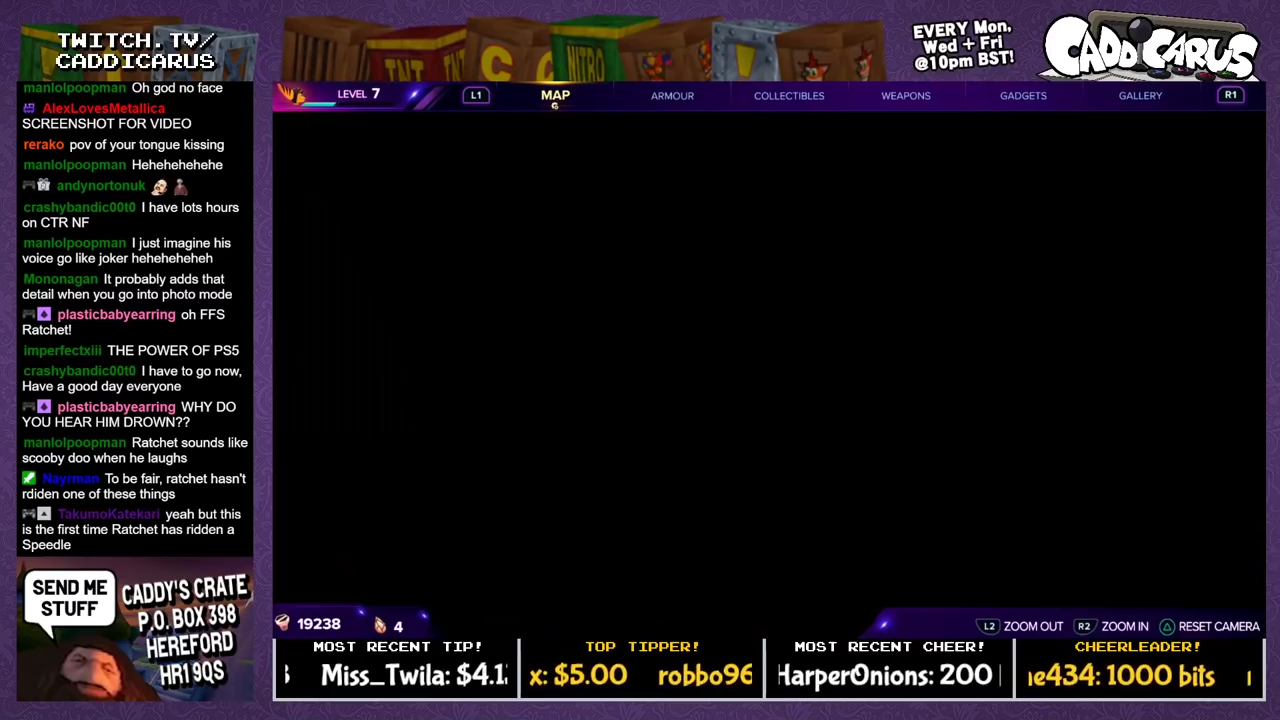 TWITCH.TV/
CADDICARUS
TNT
TNT
C
C
NITRO
EVERY Mon,
Wed + Fri
@10pm BST!
CADDICARUS
manlolpoopman Oh god no face
AlexLovesMetallica
SCREENSHOT FOR VIDEO
rerako pov of your tongue kissing
manlolpoopman Hehehehehehe
andynortonuk
crashybandic00t0 I have lots hours
on CTR NF
manlolpoopman I just imagine his
voice go like joker heheheheheh
Mononagan It probably adds that
detail when you go into photo mode
plasticbabyearring oh FFS
Ratchet!
imperfectxiii THE POWER OF PS5
crashybandic00t0 I have to go now,
Have a good day everyone
plasticbabyearring WHY DO
YOU HEAR HIM DROWN??
manlolpoopman Ratchet sounds like
scooby doo when he laughs
Nayrman To be fair, ratchet hasn't
rdiden one of these things
TakumoKatekari yeah but this
is the first time Ratchet has ridden a
Speedle
LEVEL 7
L1 MAP ARMOUR COLLECTIBLES WEAPONS GADGETS GALLERY R1
19238 4
L2 ZOOM OUT R2 ZOOM IN RESET CAMERA
SEND ME
STUFF
CADDY'S CRATE
P.O. BOX 398
HEREFORD
HR1 9QS
MOST RECENT TIP!
Miss_Twila: $4.1
TOP TIPPER!
x: $5.00 robbo96
MOST RECENT CHEER!
HarperOnions: 200
CHEERLEADER!
ne434: 1000 bits